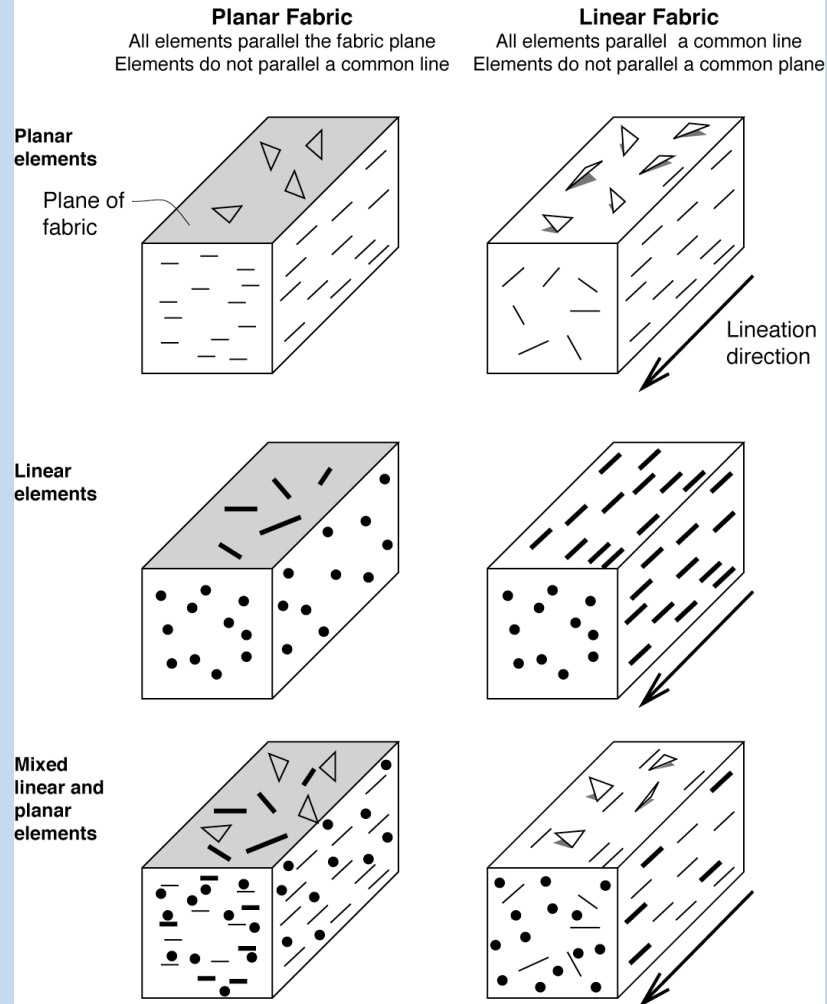 Planar Fabric
All elements parallel the fabric plane
Elements do not parallel a common line
Linear Fabric
All elements parallel  a common line
Elements do not parallel a common plane
Planar
elements
Plane of
fabric
Lineation
direction
Linear
elements
Mixed
linear and
planar
elements